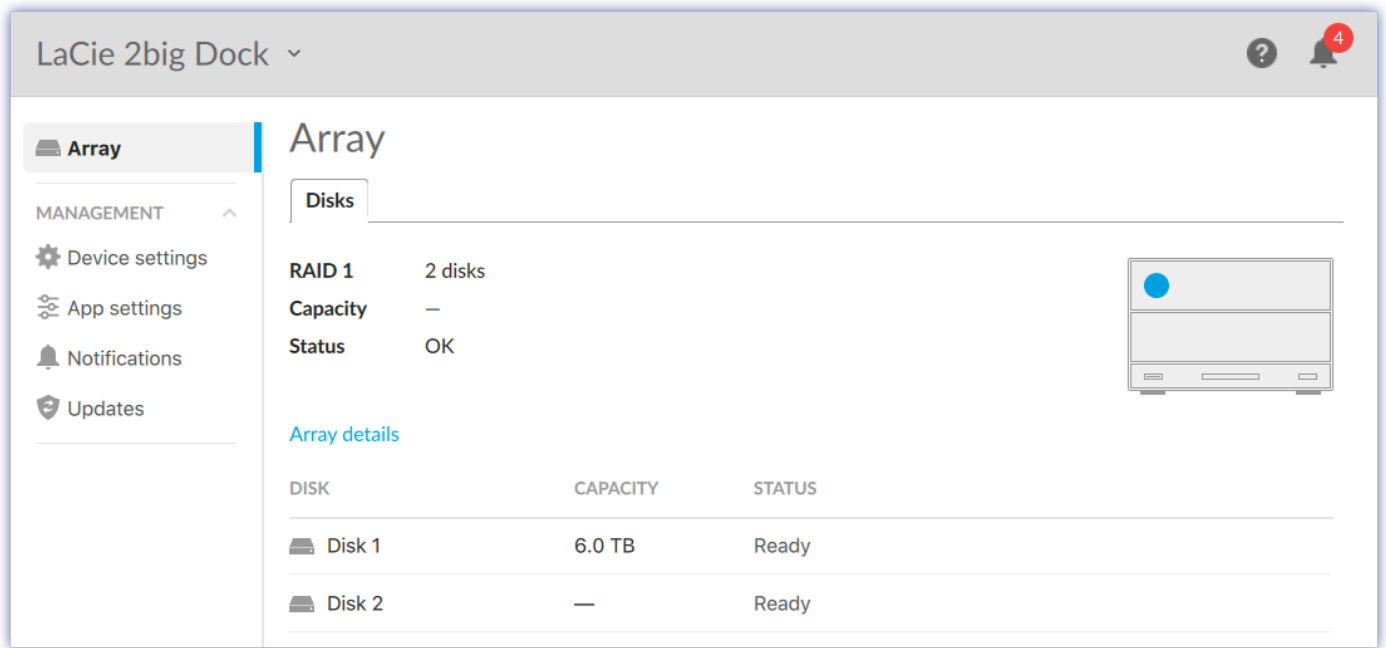 LaCie 2big Dock
4
Array
MANAGEMENT
Device settings
App settings
Notifications
Updates
Array
Disks
RAID 1 2 disks
Capacity —
Status OK
Array details
DISK CAPACITY STATUS
Disk 1 6.0 TB Ready
Disk 2 — Ready